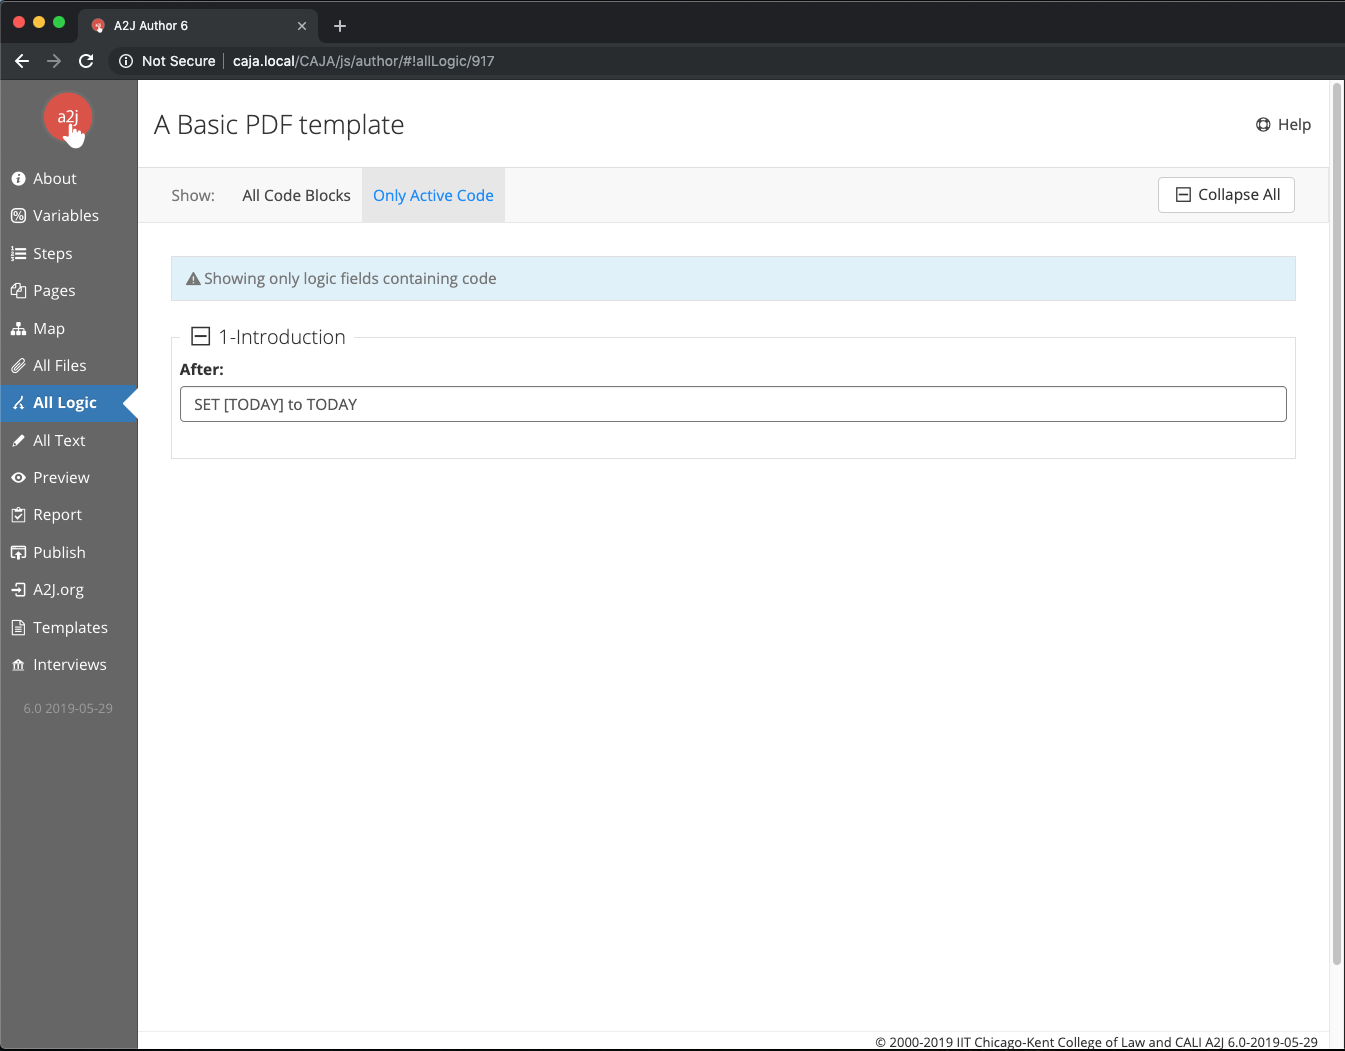 A2J Author 6
Not Secure caja.local/CAJA/js/author/#!allLogic/917
a2j
A Basic PDF template
Help
About
Variables
Steps
Pages
Map
All Files
All Logic
All Text
Preview
Report
Publish
A2J.org
Templates
Interviews
6.0 2019-05-29
Show: All Code Blocks Only Active Code
Collapse All
Showing only logic fields containing code
1-Introduction
After:
SET [TODAY] to TODAY
© 2000-2019 IIT Chicago-Kent College of Law and CALI A2J 6.0-2019-05-29